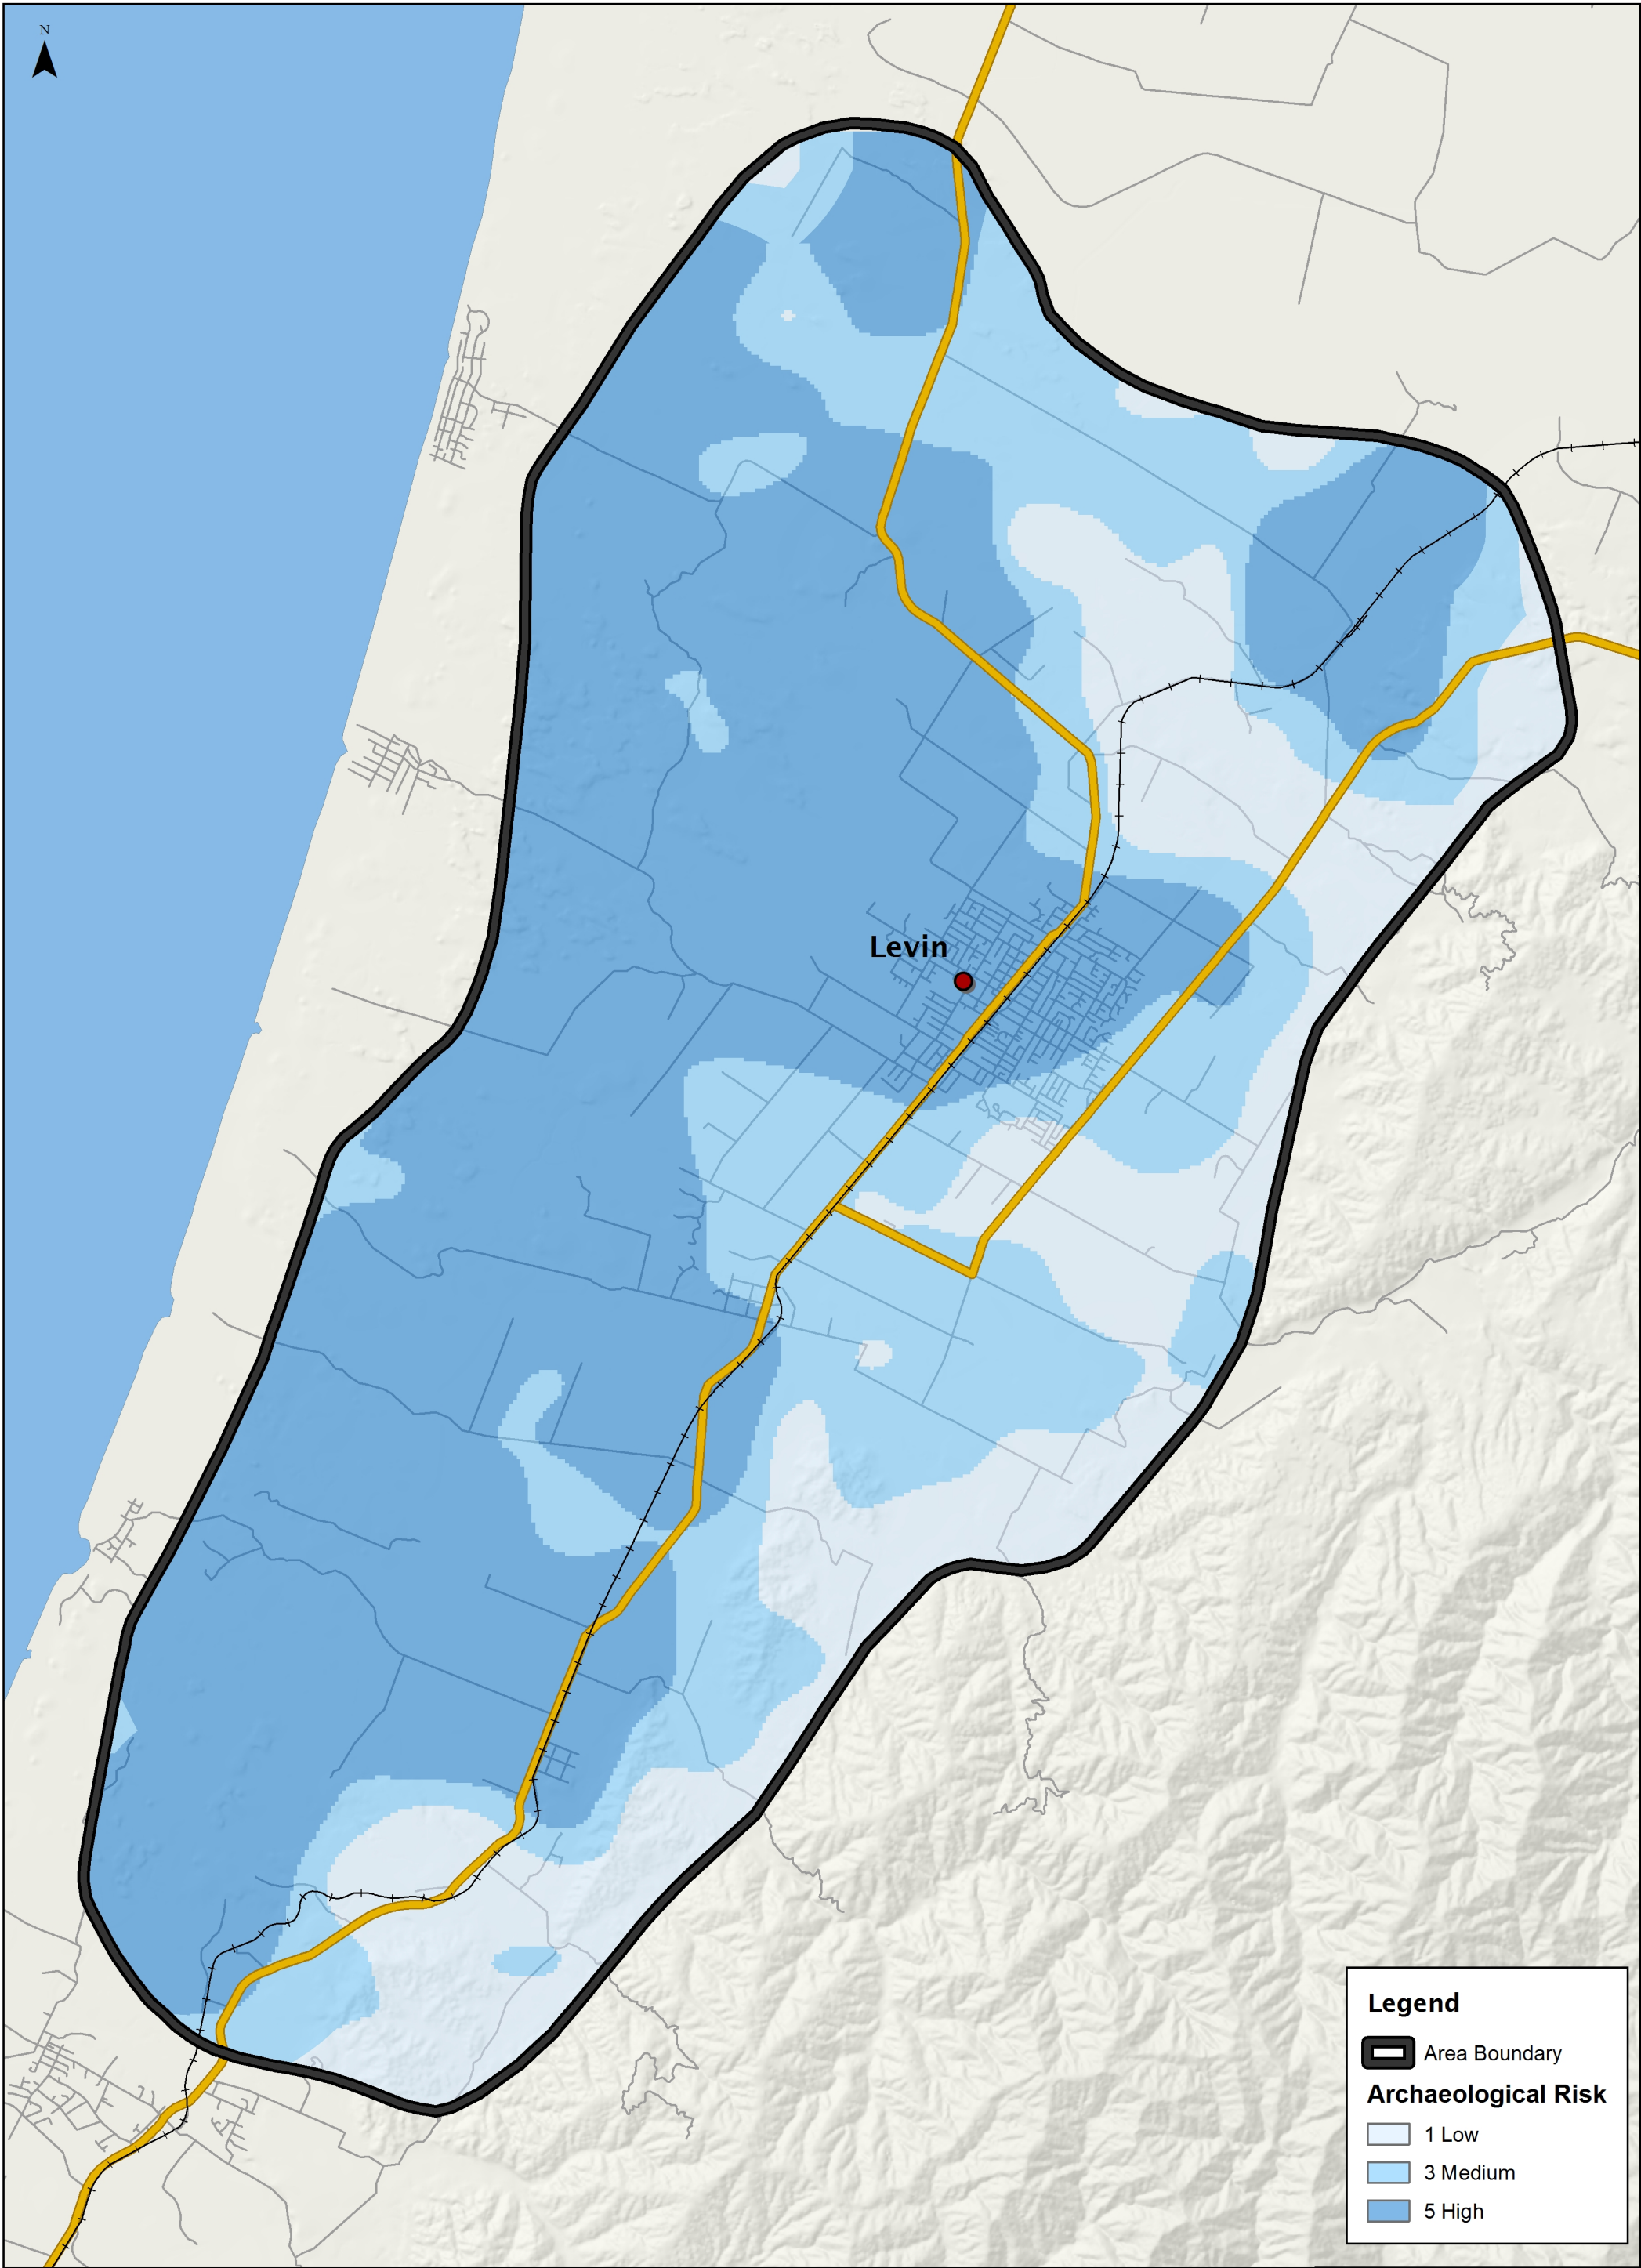 N
Levin
Legend
Area Boundary
Archaeological Risk
1 Low
3 Medium
5 High